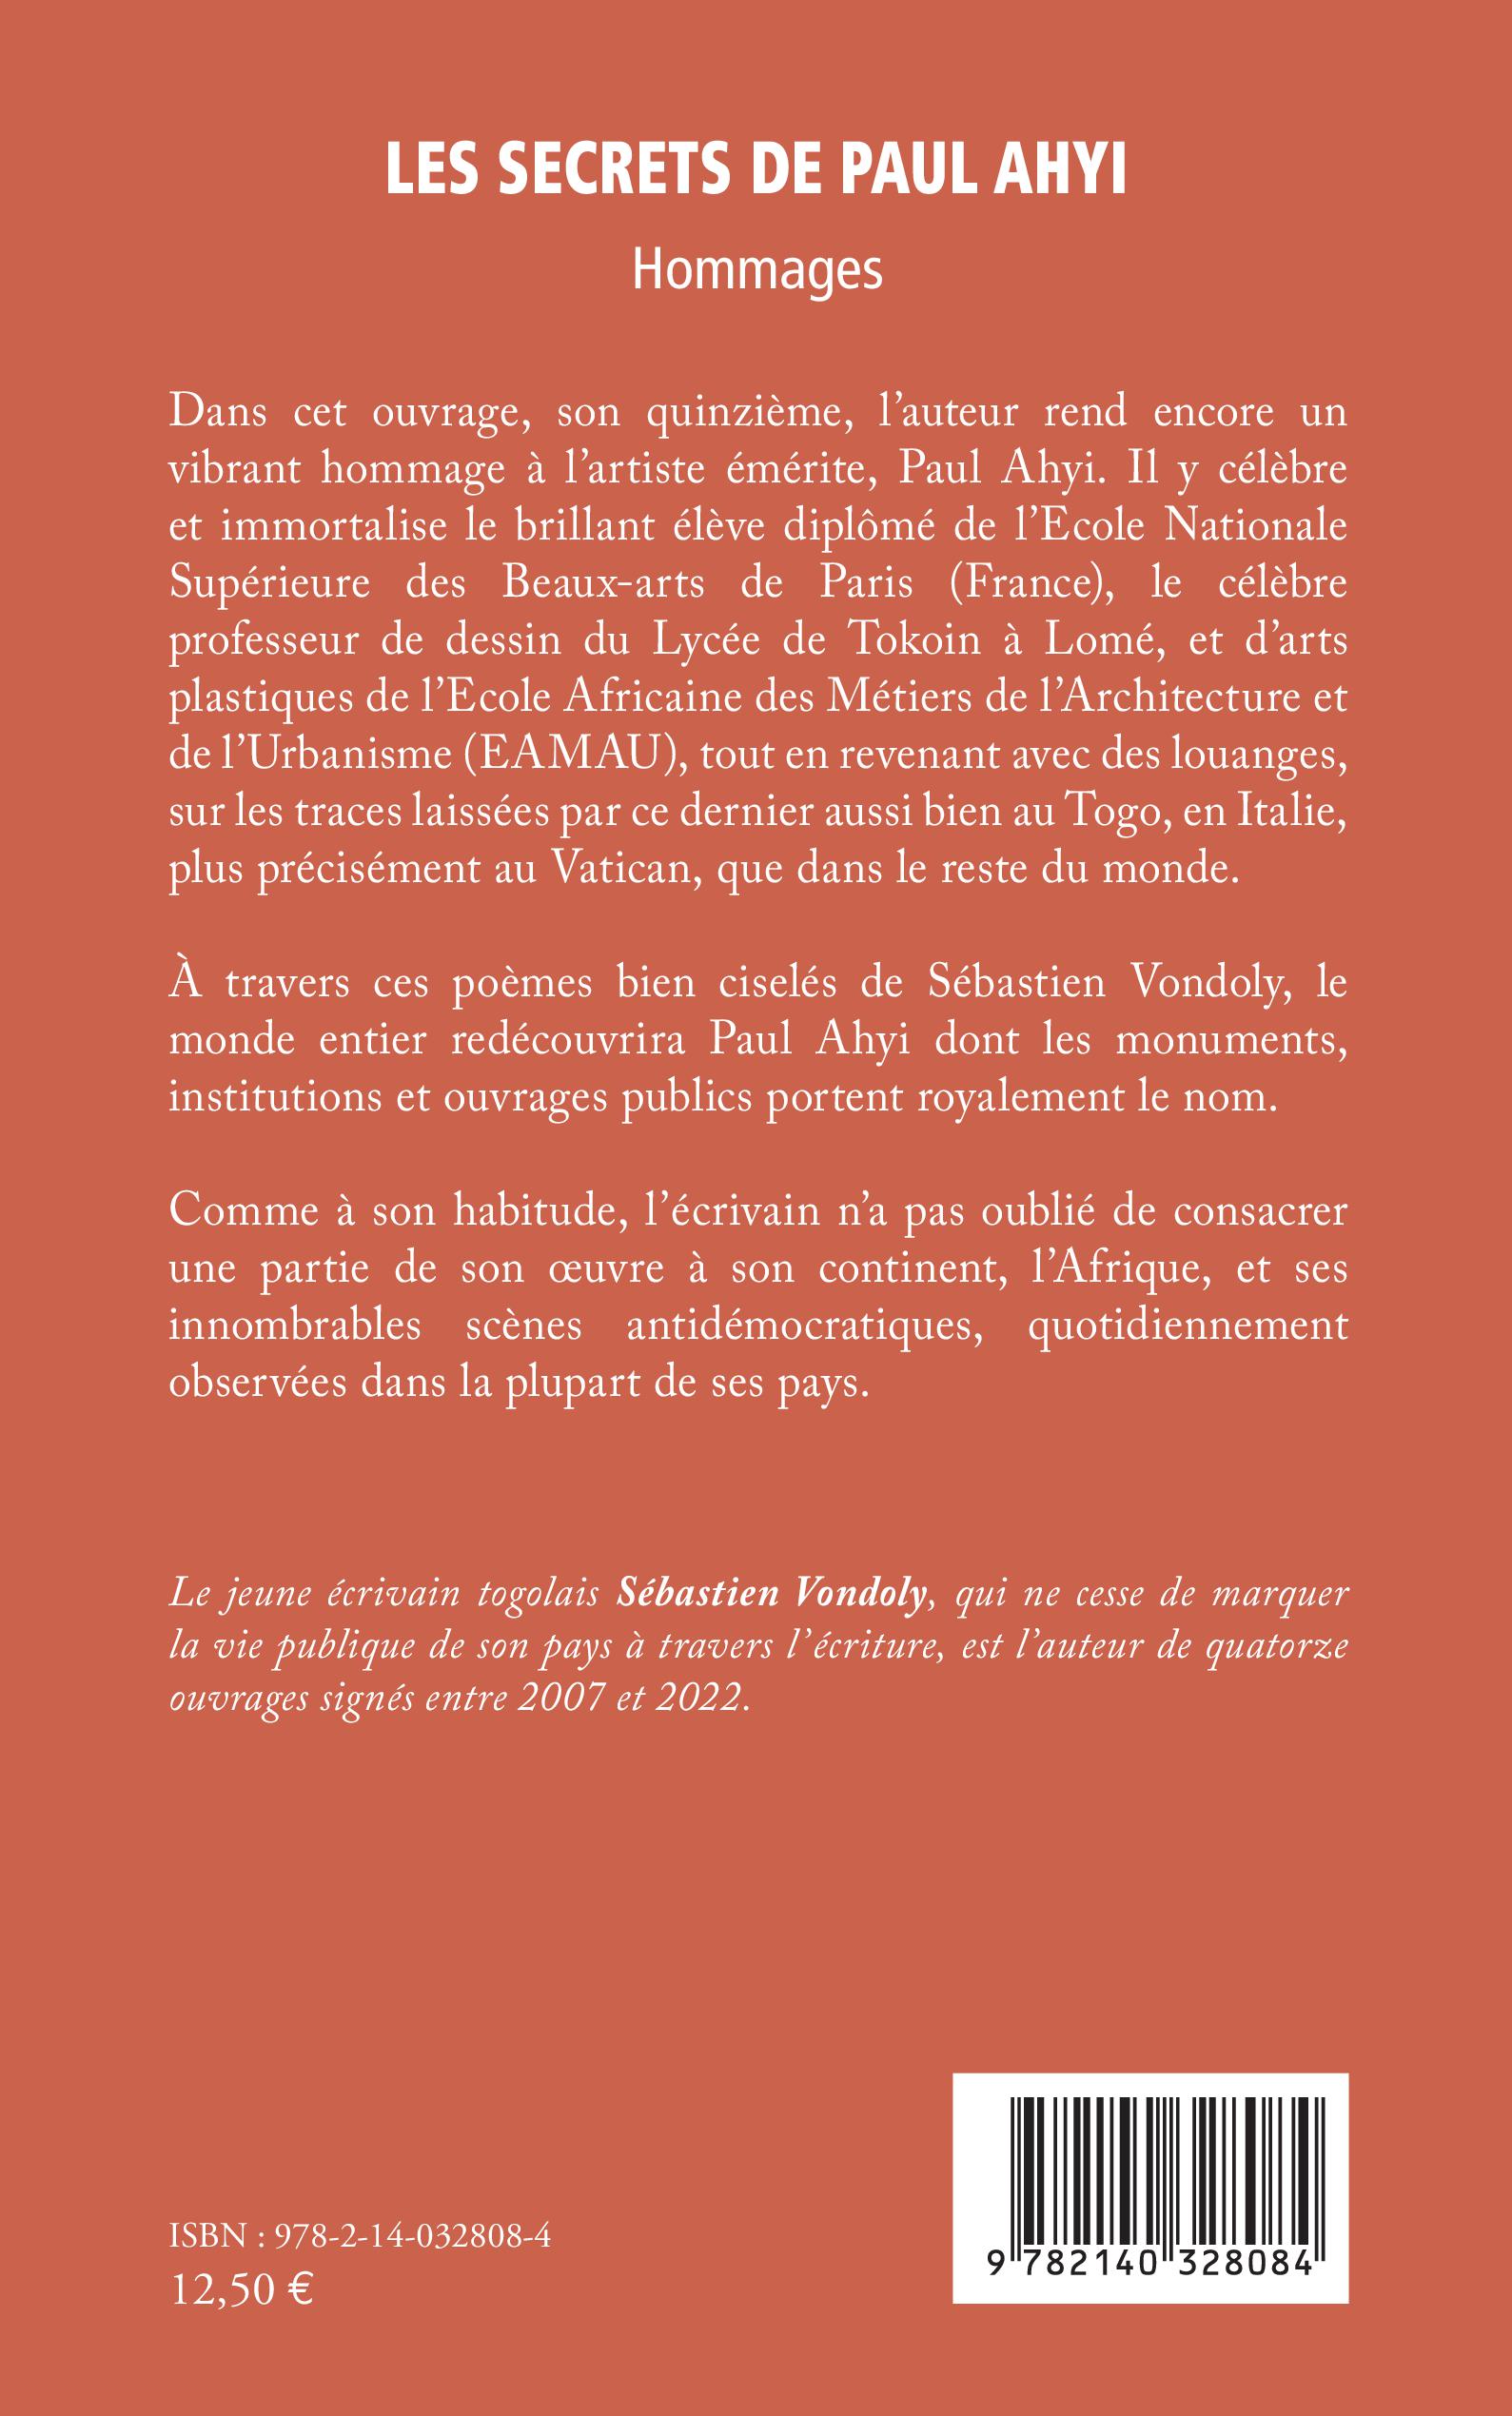 LES SECRETS DE PAUL AHYI
Hommages
Dans cet ouvrage, son quinzième, l’auteur rend encore un
vibrant hommage à l’artiste émérite, Paul Ahyi. Il y célèbre
et immortalise le brillant élève diplômé de l’Ecole Nationale
Supérieure des Beaux-arts de Paris (France), le célèbre
professeur de dessin du Lycée de Tokoin à Lomé, et d’arts
plastiques de l’Ecole Africaine des Métiers de l’Architecture et
de l’Urbanisme (EAMAU), tout en revenant avec des louanges,
sur les traces laissées par ce dernier aussi bien au Togo, en Italie,
plus précisément au Vatican, que dans le reste du monde.
À travers ces poèmes bien ciselés de Sébastien Vondoly, le
monde entier redécouvrira Paul Ahyi dont les monuments,
institutions et ouvrages publics portent royalement le nom.
Comme à son habitude, l’écrivain n’a pas oublié de consacrer
une partie de son œuvre à son continent, l’Afrique, et ses
innombrables scènes antidémocratiques, quotidiennement
observées dans la plupart de ses pays.
Le jeune écrivain togolais Sébastien Vondoly, qui ne cesse de marquer
la vie publique de son pays à travers l’écriture, est l’auteur de quatorze
ouvrages signés entre 2007 et 2022.
ISBN : 978-2-14-032808-4
12,50 €
9 782140 328084